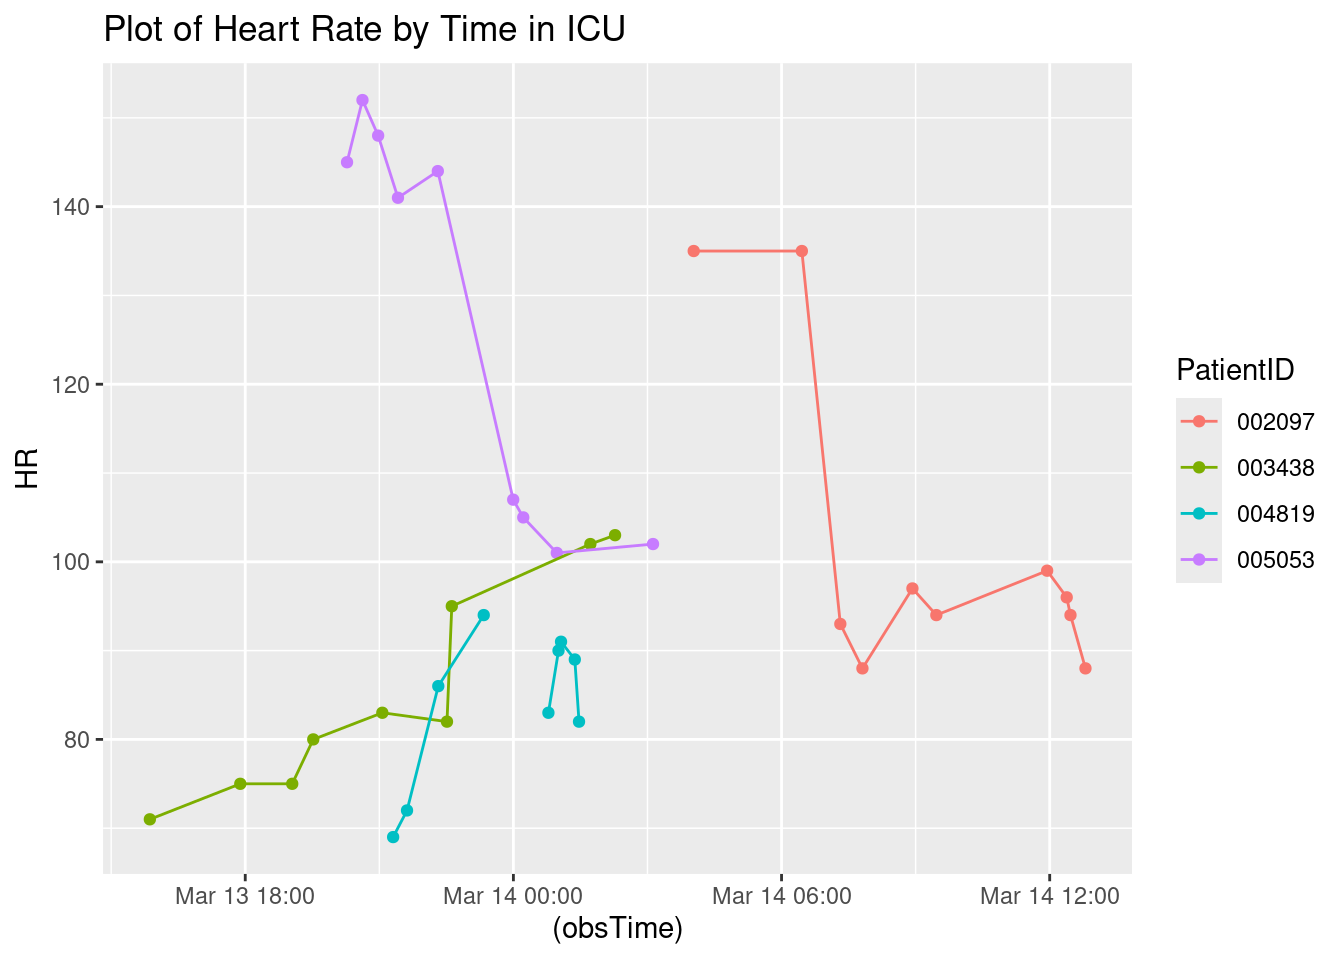 Plot of Heart Rate by Time in ICU
140
120
100
80
HR
Mar 13 18:00
Mar 14 00:00
Mar 14 06:00
Mar 14 12:00
(obsTime)
PatientID
002097
003438
004819
005053